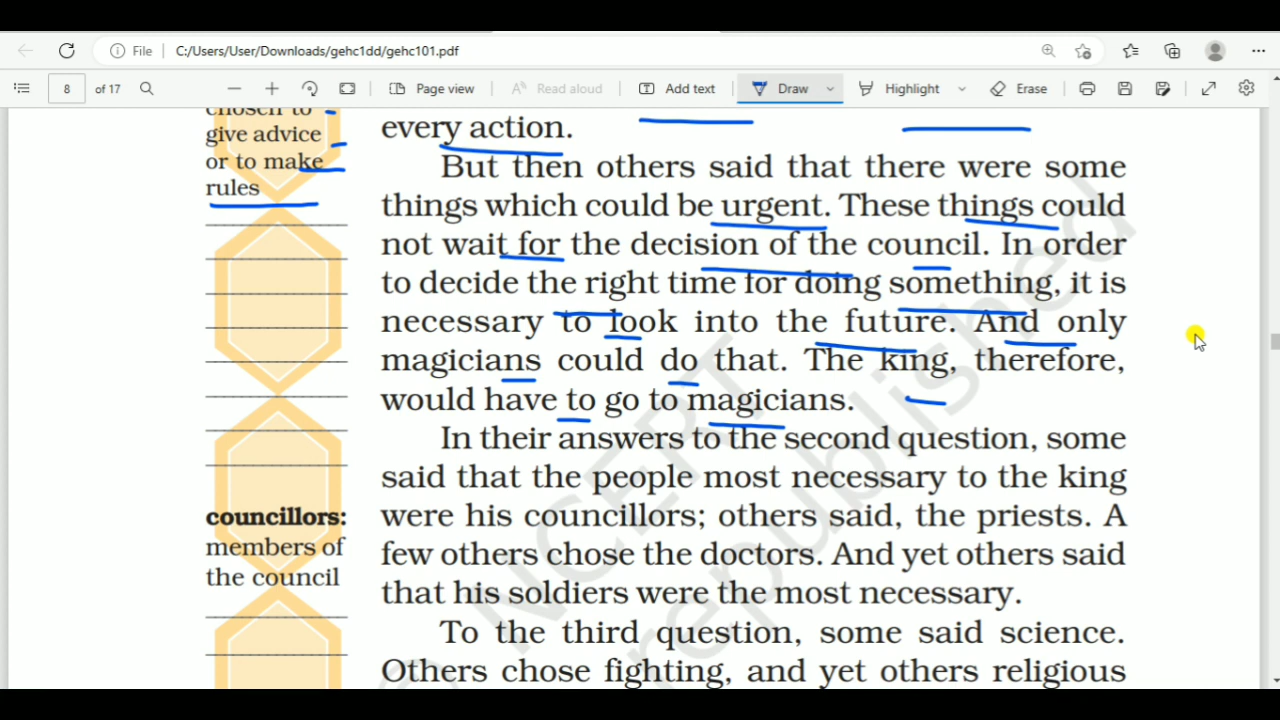 File
C:/Users/User/Downloads/gehc1dd/gehc101.pdf
8 of 17
Page view
Read aloud
Add text
Draw
Highlight
Erase
chosen to
give advice
or to make
rules
every action.
But then others said that there were some
things which could be urgent. These things could
not wait for the decision of the council. In order
to decide the right time for doing something, it is
necessary to look into the future. And only
magicians could do that. The king, therefore,
would have to go to magicians.
In their answers to the second question, some
said that the people most necessary to the king
were his councillors; others said, the priests. A
few others chose the doctors. And yet others said
that his soldiers were the most necessary.
To the third question, some said science.
Others chose fighting, and yet others religious
councillors:
members of
the council
NCERT
republished